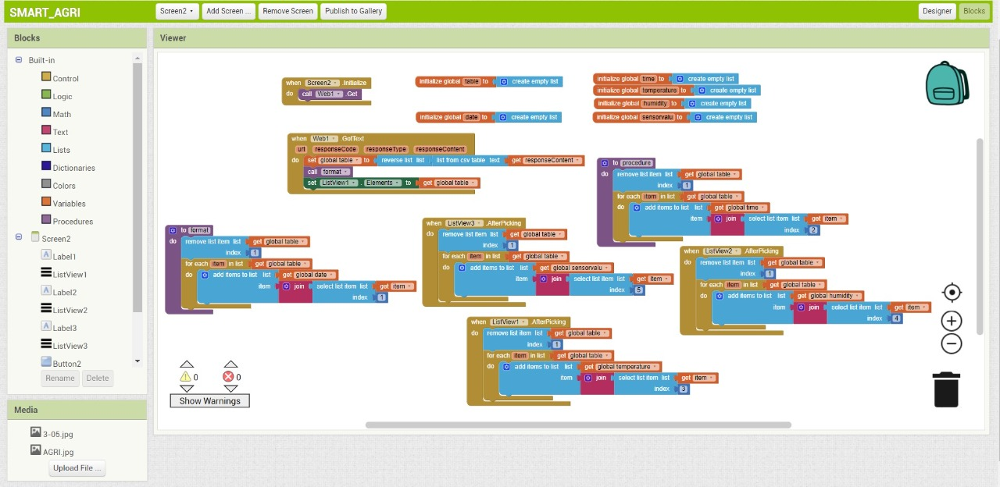 SMART_AGRI
Screen2 Add Screen ... Remove Screen Publish to Gallery
Designer Blocks
Blocks
Viewer
Built-in
Control
Logic
Math
Text
Lists
Dictionaries
Colors
Variables
Procedures
Screen2
Label1
ListView1
Label2
ListView2
Label3
ListView3
Button2
Rename Delete
Media
3-05.jpg
AGRI.jpg
Upload File ...
when Screen2 .Initialize
do call Web1 .Get
initialize global table to create empty list
initialize global date to create empty list
initialize global time to create empty list
initialize global temperature to create empty list
initialize global humidity to create empty list
initialize global sensorvalu to create empty list
when Web1 .GotText
url responseCode responseType responseContent
do set global table to reverse list list list from csv table text get responseContent
call format
set ListView1 . Elements to get global table
to procedure
do remove list item list get global table
index 1
for each item in list get global table
do add items to list list get global time
item join select list item list get item
index 2
to format
do remove list item list get global table
index 1
for each item in list get global table
do add items to list list get global date
item join select list item list get item
index 1
when ListView3 .AfterPicking
do remove list item list get global table
index 1
for each item in list get global table
do add items to list list get global sensorvalu
item join select list item list get item
index 5
when ListView2 .AfterPicking
do remove list item list get global table
index 1
for each item in list get global table
do add items to list list get global humidity
item join select list item list get item
index 4
when ListView1 .AfterPicking
do remove list item list get global table
index 1
for each item in list get global table
do add items to list list get global temperature
item join select list item list get item
index 3
0 0
Show Warnings